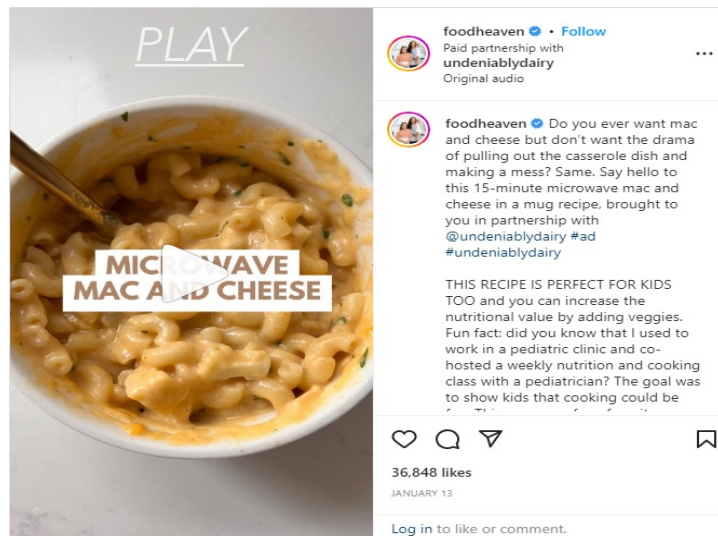 PLAY
MICROWAVE
MAC AND CHEESE
foodheaven • Follow
Paid partnership with
undeniablydairy
Original audio
foodheaven Do you ever want mac
and cheese but don't want the drama
of pulling out the casserole dish and
making a mess? Same. Say hello to
this 15-minute microwave mac and
cheese in a mug recipe, brought to
you in partnership with
@undeniablydairy #ad
#undeniablydairy
THIS RECIPE IS PERFECT FOR KIDS
TOO and you can increase the
nutritional value by adding veggies.
Fun fact: did you know that I used to
work in a pediatric clinic and co-
hosted a weekly nutrition and cooking
class with a pediatrician? The goal was
to show kids that cooking could be
36,848 likes
JANUARY 13
Log in to like or comment.